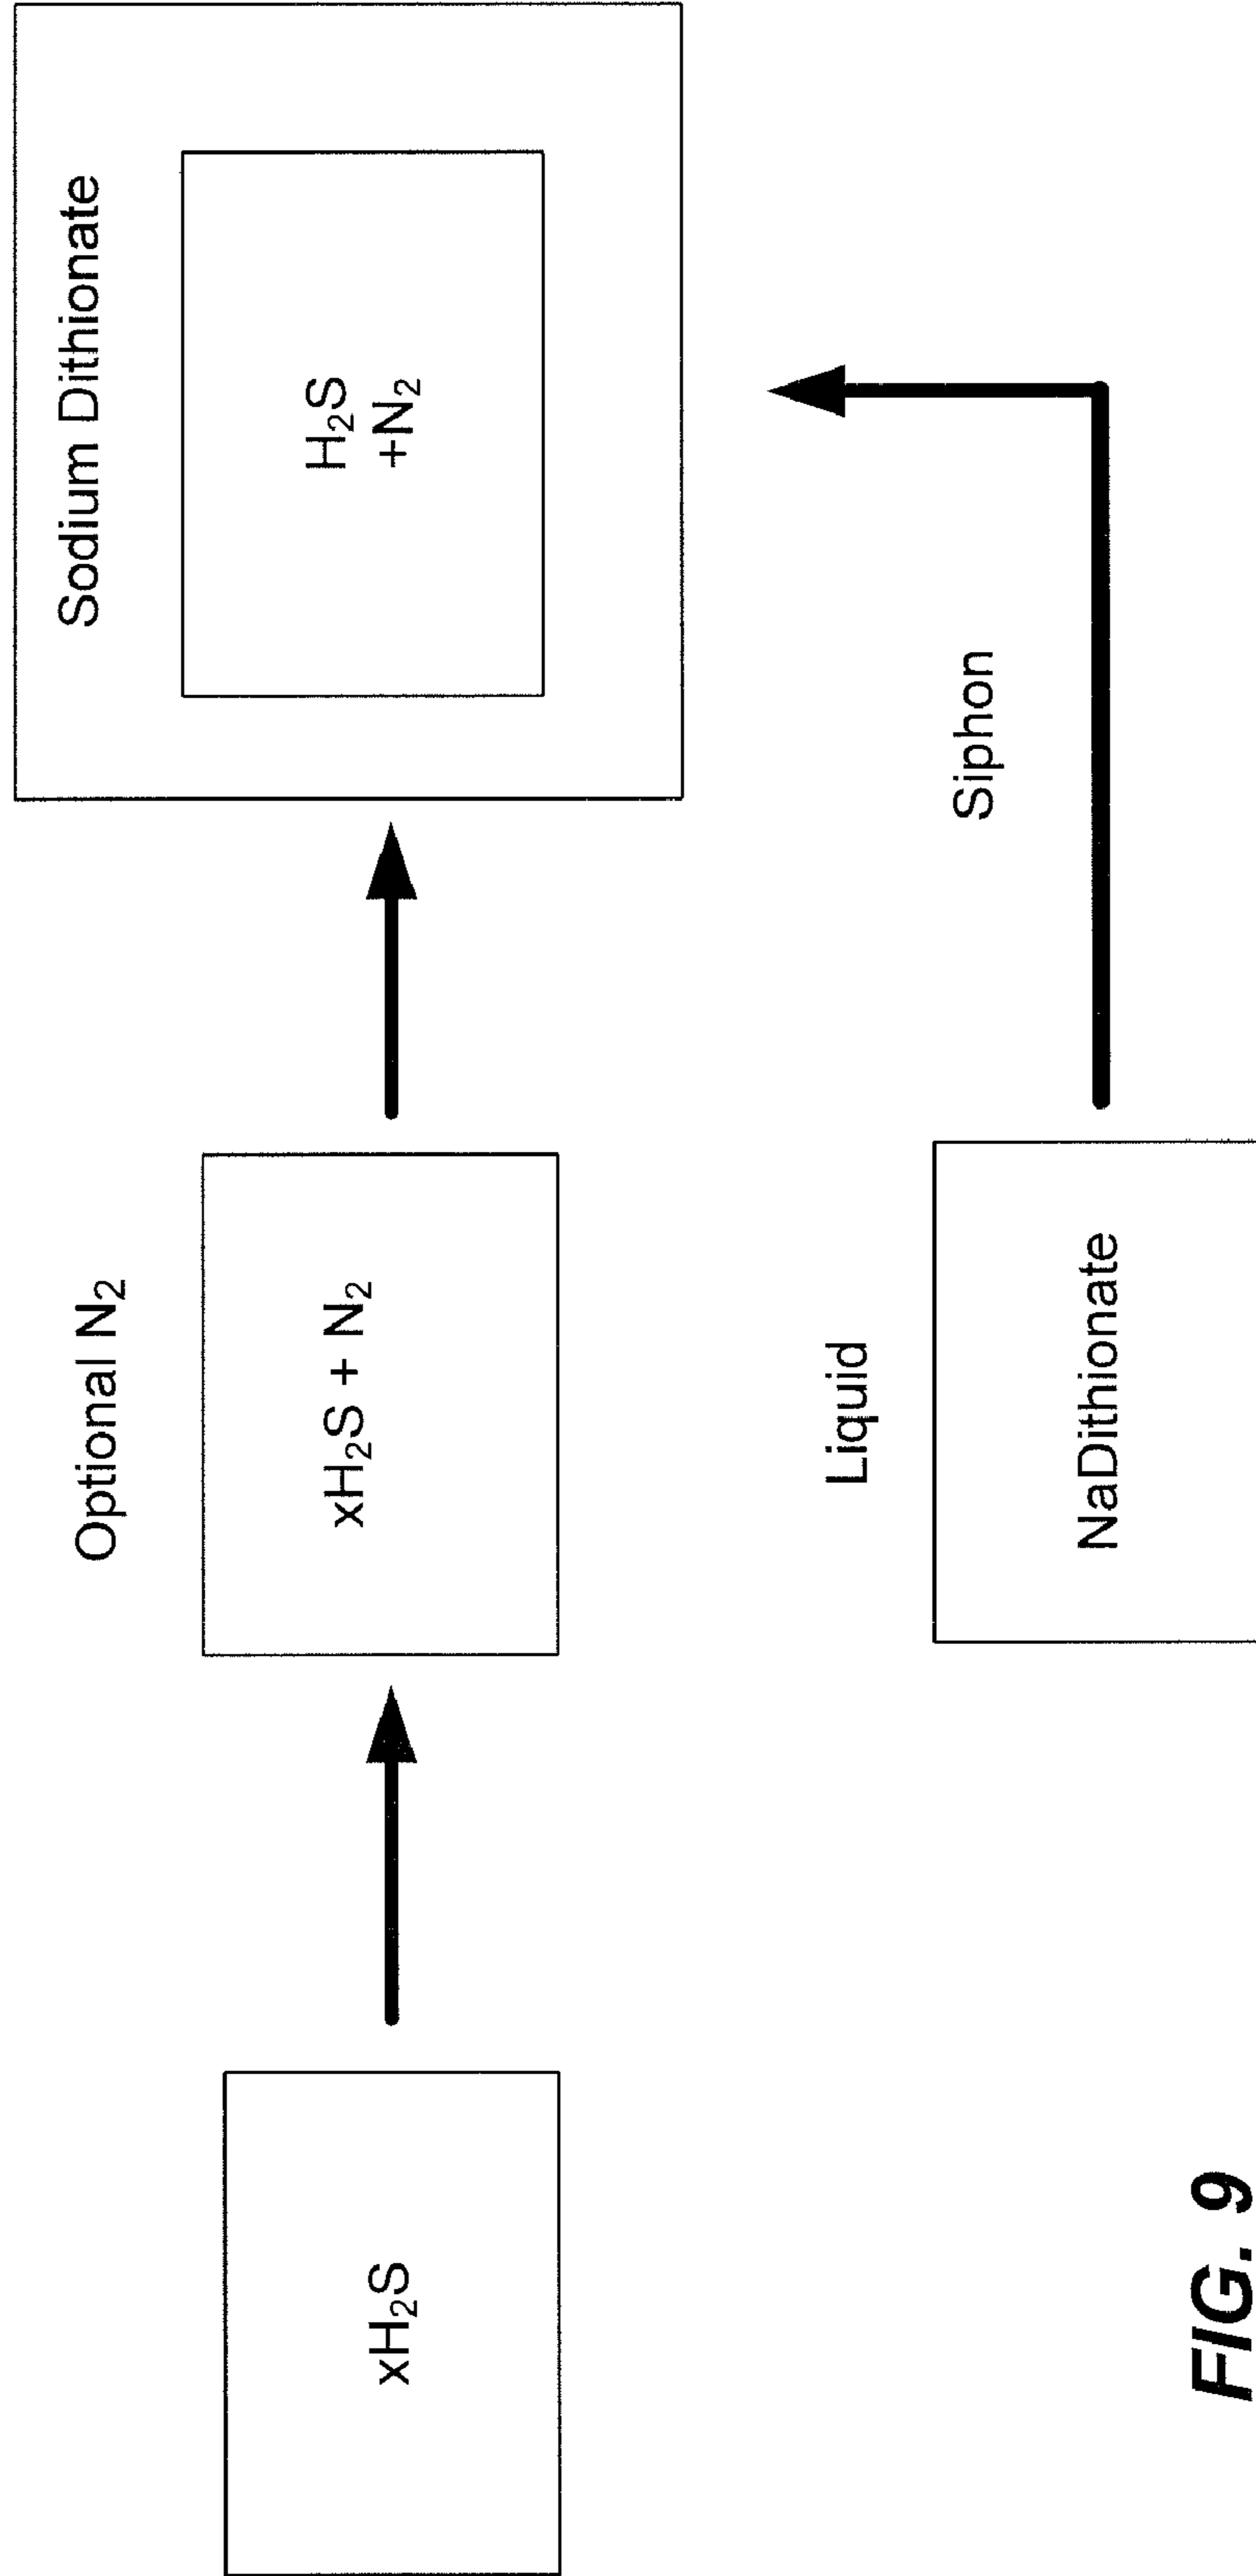 Optional N₂
Sodium Dithionate
xH₂S
xH₂S + N₂
H₂S
+N₂
Liquid
Siphon
NaDithionate
FIG. 9